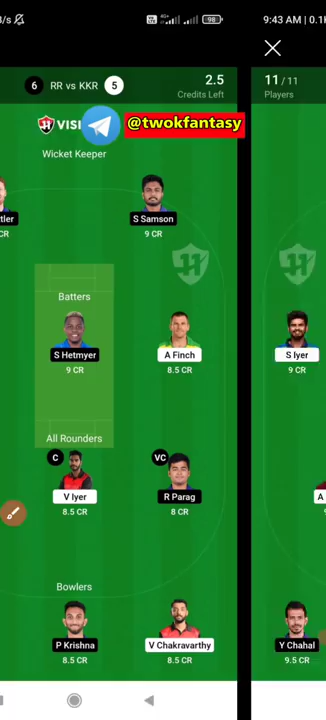 98
9:43 AM | 0.1K
6 RR vs KKR 5
2.5
Credits Left
11 / 11
Players
@twokfantasy
Wicket Keeper
S Samson
CR
9 CR
Batters
S Hetmyer
A Finch
S Iyer
9 CR
8.5 CR
9 CR
All Rounders
C
VC
V Iyer
R Parag
A
8.5 CR
8 CR
Bowlers
P Krishna
V Chakravarthy
Y Chahal
8.5 CR
8.5 CR
9.5 CR